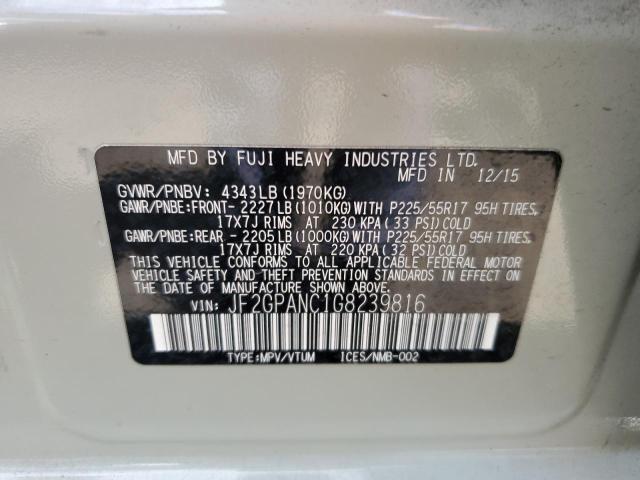 MFD BY FUJI HEAVY INDUSTRIES LTD.
MFD IN 12/15
GVWR/PNBV: 4343LB(1970KG)
GAWR/PNBE:FRONT- 2227LB(1010KG)WITH P225/55R17 95H TIRES,
17X7J RIMS AT 230 KPA(33 PSI)COLD
GAWR/PNBE:REAR - 2205LB(1000KG)WITH P225/55R17 95H TIRES,
17X7J RIMS AT 220 KPA(32 PSI)COLD
THIS VEHICLE CONFORMS TO ALL APPLICABLE FEDERAL MOTOR
VEHICLE SAFETY AND THEFT PREVENTION STANDARDS IN EFFECT ON
THE DATE OF MANUFACTURE SHOWN ABOVE.
VIN: JF2GPANC1G8239816
TYPE:MPV/VTUM ICES/NMB-002